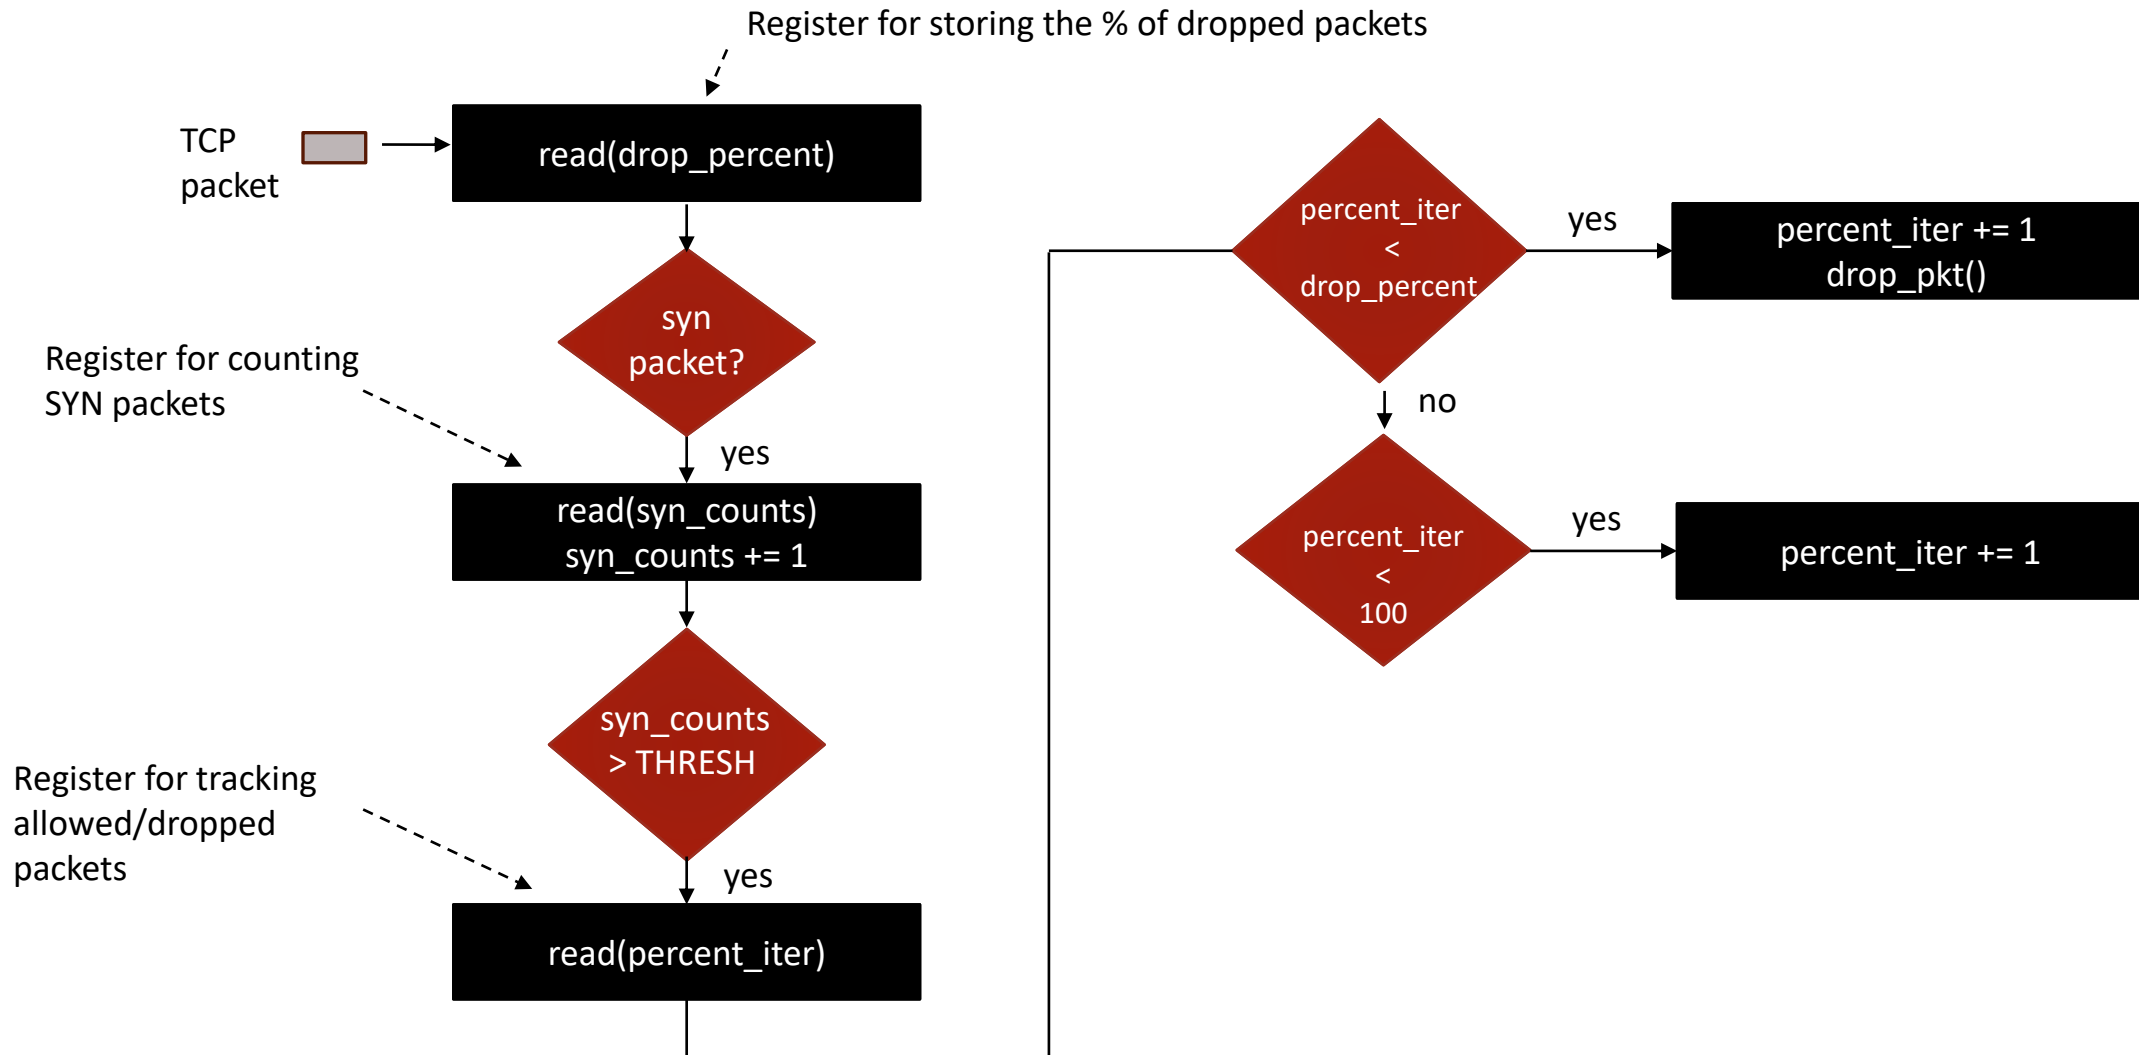 Register for storing the % of dropped packets
TCP
packet
read(drop_percent)
syn
packet?
Register for counting
SYN packets
yes
read(syn_counts)
syn_counts += 1
syn_counts
> THRESH
Register for tracking
allowed/dropped
packets
yes
read(percent_iter)
percent_iter
<
drop_percent
yes
percent_iter += 1
drop_pkt()
no
percent_iter
<
100
yes
percent_iter += 1